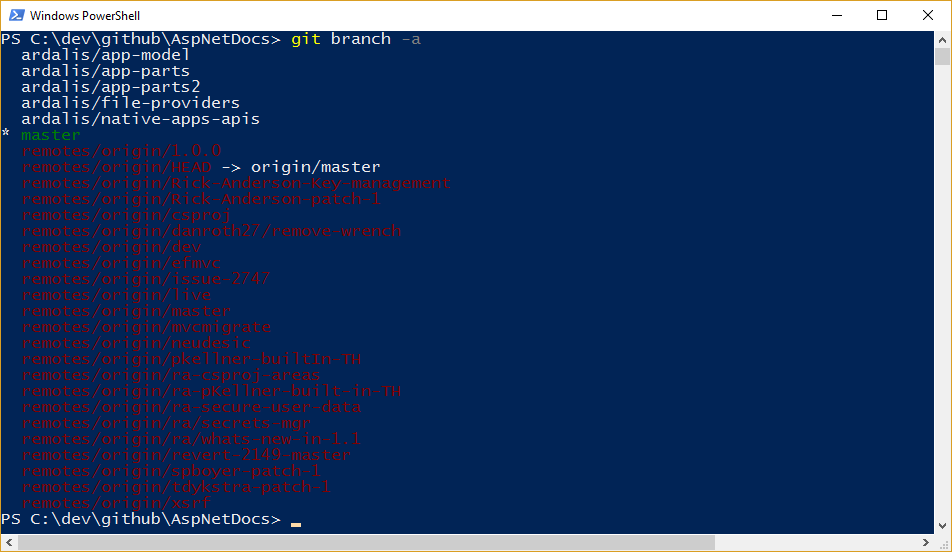 Windows PowerShell
PS C:\dev\github\AspNetDocs> git branch -a
ardalis/app-model
ardalis/app-parts
ardalis/app-parts2
ardalis/file-providers
ardalis/native-apps-apis
* master
remotes/origin/1.0.0
remotes/origin/HEAD -> origin/master
remotes/origin/Rick-Anderson-Key-management
remotes/origin/Rick-Anderson-patch-1
remotes/origin/csproj
remotes/origin/danroth27/remove-wrench
remotes/origin/dev
remotes/origin/efmvc
remotes/origin/issue-2747
remotes/origin/live
remotes/origin/master
remotes/origin/mvcmigrate
remotes/origin/neudesic
remotes/origin/pkellner-builtIn-TH
remotes/origin/ra-csproj-areas
remotes/origin/ra-pKellner-built-in-TH
remotes/origin/ra-secure-user-data
remotes/origin/ra/secrets-mgr
remotes/origin/ra/whats-new-in-1.1
remotes/origin/revert-2149-master
remotes/origin/spboyer-patch-1
remotes/origin/tdykstra-patch-1
remotes/origin/xsrf
PS C:\dev\github\AspNetDocs>